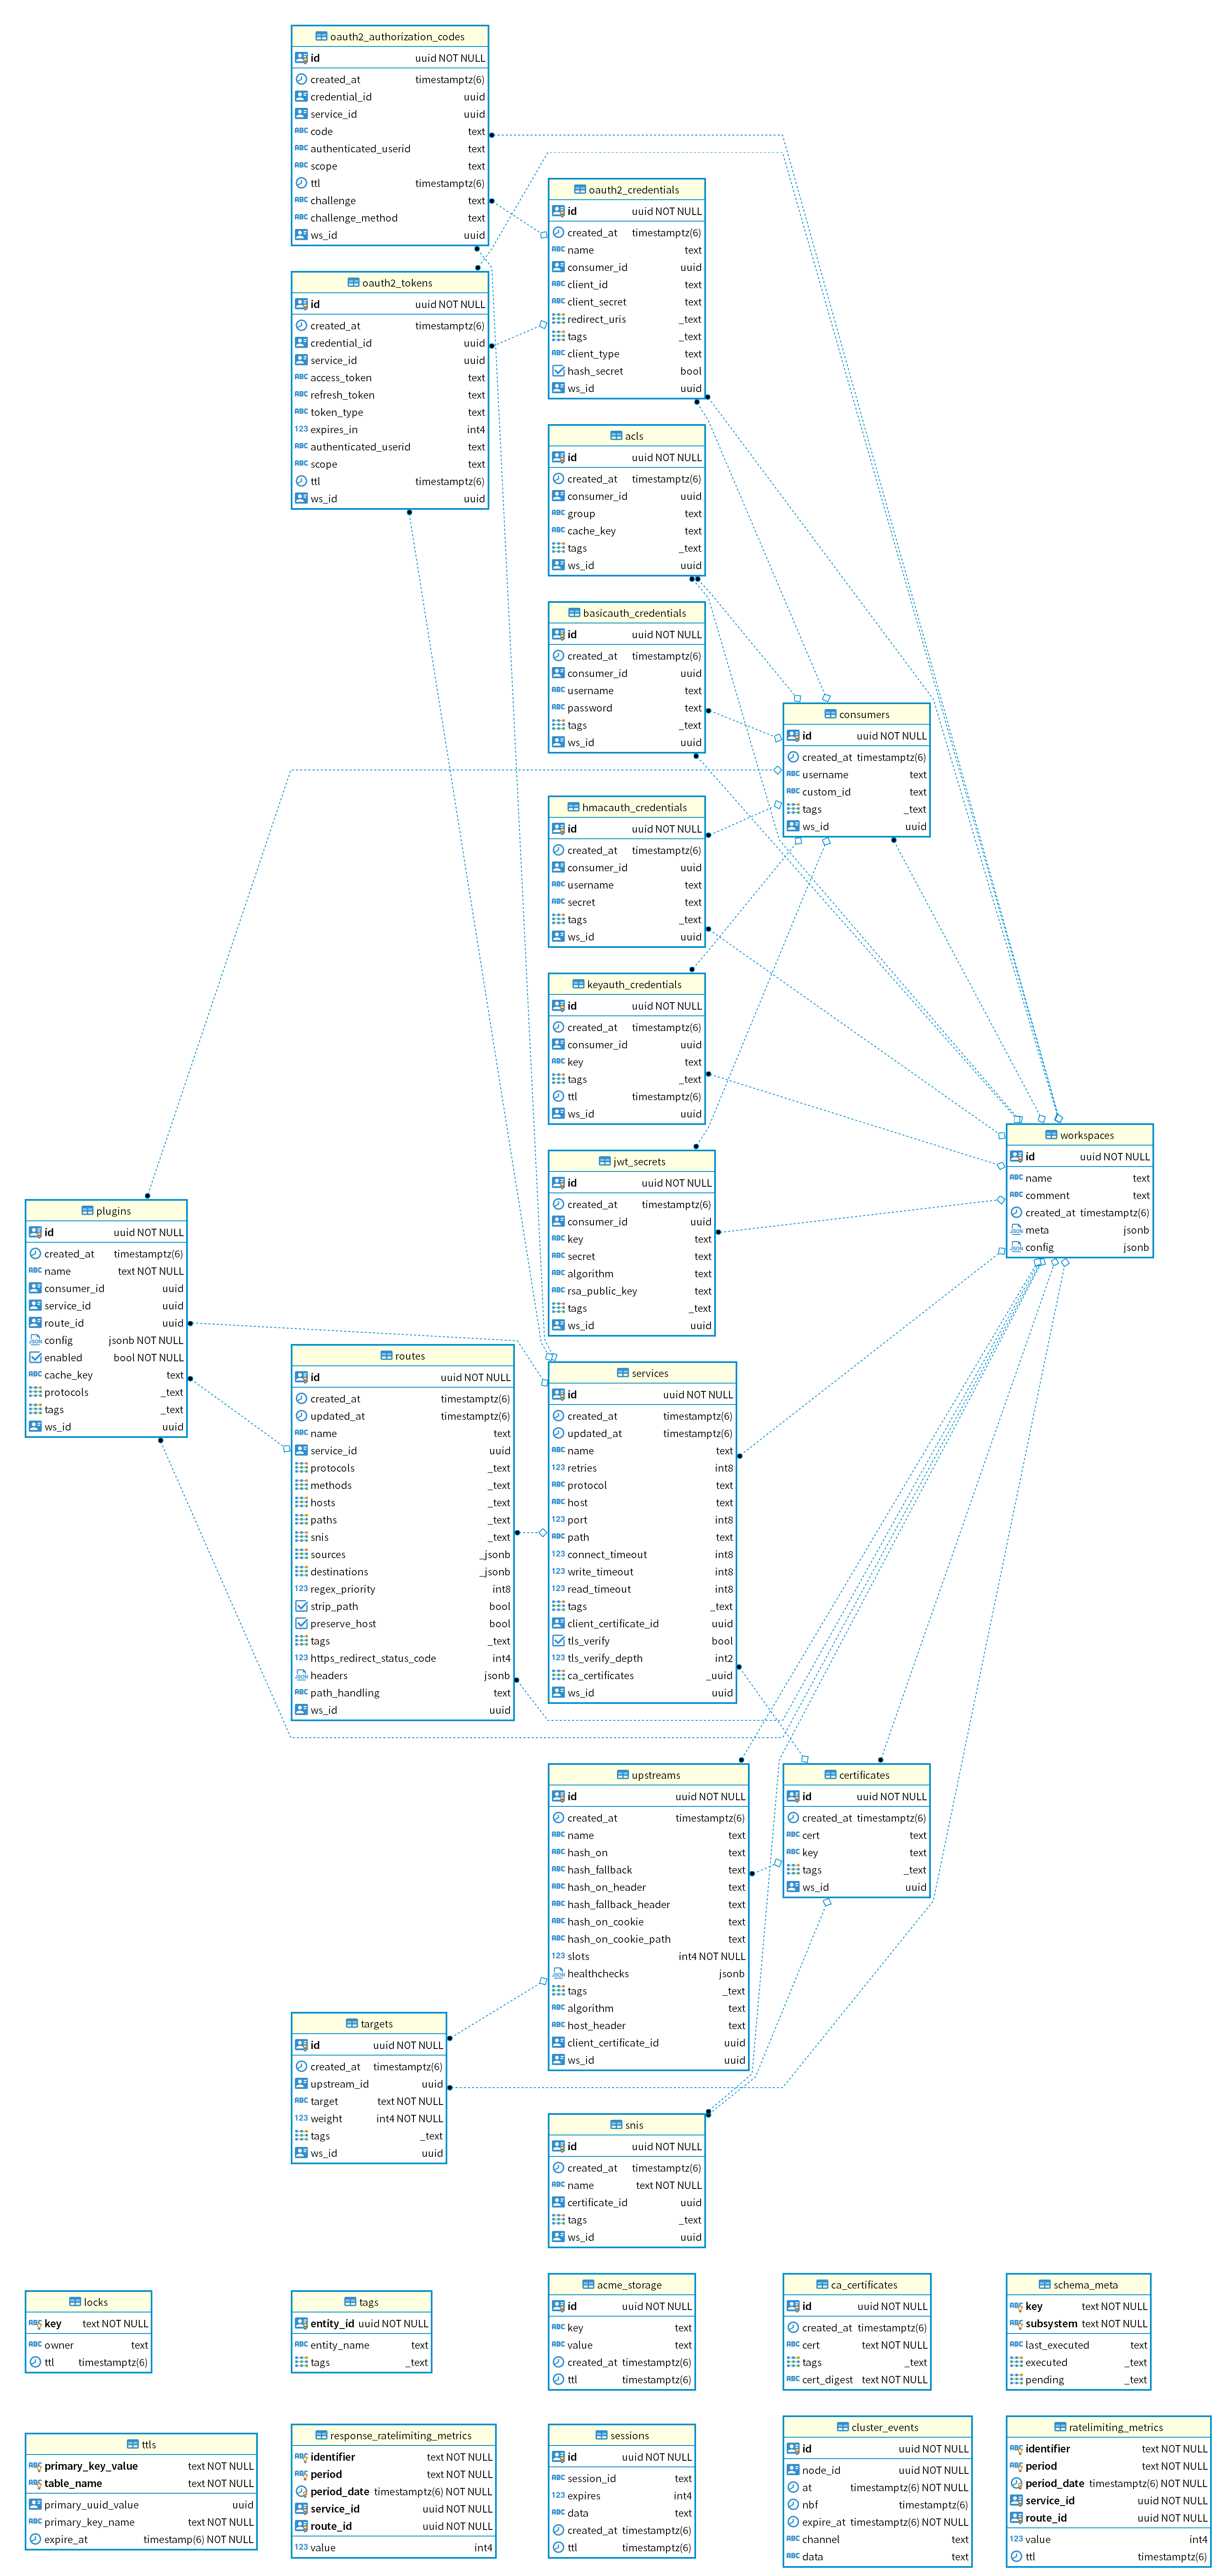 oauth2_authorization_codes
id uuid NOT NULL
created_at timestamptz(6)
credential_id uuid
service_id uuid
code text
authenticated_userid text
scope text
ttl timestamptz(6)
challenge text
challenge_method text
ws_id uuid
oauth2_credentials
id uuid NOT NULL
created_at timestamptz(6)
name text
consumer_id uuid
client_id text
client_secret text
redirect_uris _text
tags _text
client_type text
hash_secret bool
ws_id uuid
oauth2_tokens
id uuid NOT NULL
created_at timestamptz(6)
credential_id uuid
service_id uuid
access_token text
refresh_token text
token_type text
expires_in int4
authenticated_userid text
scope text
ttl timestamptz(6)
ws_id uuid
acls
id uuid NOT NULL
created_at timestamptz(6)
consumer_id uuid
group text
cache_key text
tags _text
ws_id uuid
basicauth_credentials
id uuid NOT NULL
created_at timestamptz(6)
consumer_id uuid
username text
password text
tags _text
ws_id uuid
consumers
id uuid NOT NULL
created_at timestamptz(6)
username text
custom_id text
tags _text
ws_id uuid
hmacauth_credentials
id uuid NOT NULL
created_at timestamptz(6)
consumer_id uuid
username text
secret text
tags _text
ws_id uuid
keyauth_credentials
id uuid NOT NULL
created_at timestamptz(6)
consumer_id uuid
key text
tags _text
ttl timestamptz(6)
ws_id uuid
workspaces
id uuid NOT NULL
name text
comment text
created_at timestamptz(6)
meta jsonb
config jsonb
jwt_secrets
id uuid NOT NULL
created_at timestamptz(6)
consumer_id uuid
key text
secret text
algorithm text
rsa_public_key text
tags _text
ws_id uuid
plugins
id uuid NOT NULL
created_at timestamptz(6)
name text NOT NULL
consumer_id uuid
service_id uuid
route_id uuid
config jsonb NOT NULL
enabled bool NOT NULL
cache_key text
protocols _text
tags _text
ws_id uuid
routes
id uuid NOT NULL
created_at timestamptz(6)
updated_at timestamptz(6)
name text
service_id uuid
protocols _text
methods _text
hosts _text
paths _text
snis _text
sources _jsonb
destinations _jsonb
regex_priority int8
strip_path bool
preserve_host bool
tags _text
https_redirect_status_code int4
headers jsonb
path_handling text
ws_id uuid
services
id uuid NOT NULL
created_at timestamptz(6)
updated_at timestamptz(6)
name text
retries int8
protocol text
host text
port int8
path text
connect_timeout int8
write_timeout int8
read_timeout int8
tags _text
client_certificate_id uuid
tls_verify bool
tls_verify_depth int2
ca_certificates _uuid
ws_id uuid
upstreams
id uuid NOT NULL
created_at timestamptz(6)
name text
hash_on text
hash_fallback text
hash_on_header text
hash_fallback_header text
hash_on_cookie text
hash_on_cookie_path text
slots int4 NOT NULL
healthchecks jsonb
tags _text
algorithm text
host_header text
client_certificate_id uuid
ws_id uuid
certificates
id uuid NOT NULL
created_at timestamptz(6)
cert text
key text
tags _text
ws_id uuid
targets
id uuid NOT NULL
created_at timestamptz(6)
upstream_id uuid
target text NOT NULL
weight int4 NOT NULL
tags _text
ws_id uuid
snis
id uuid NOT NULL
created_at timestamptz(6)
name text NOT NULL
certificate_id uuid
tags _text
ws_id uuid
locks
key text NOT NULL
owner text
ttl timestamptz(6)
tags
entity_id uuid NOT NULL
entity_name text
tags _text
acme_storage
id uuid NOT NULL
key text
value text
created_at timestamptz(6)
ttl timestamptz(6)
ca_certificates
id uuid NOT NULL
created_at timestamptz(6)
cert text NOT NULL
tags _text
cert_digest text NOT NULL
schema_meta
key text NOT NULL
subsystem text NOT NULL
last_executed text
executed _text
pending _text
ttls
primary_key_value text NOT NULL
table_name text NOT NULL
primary_uuid_value uuid
primary_key_name text NOT NULL
expire_at timestamp(6) NOT NULL
response_ratelimiting_metrics
identifier text NOT NULL
period text NOT NULL
period_date timestamptz(6) NOT NULL
service_id uuid NOT NULL
route_id uuid NOT NULL
value int4
sessions
id uuid NOT NULL
session_id text
expires int4
data text
created_at timestamptz(6)
ttl timestamptz(6)
cluster_events
id uuid NOT NULL
node_id uuid NOT NULL
at timestamptz(6) NOT NULL
nbf timestamptz(6)
expire_at timestamptz(6) NOT NULL
channel text
data text
ratelimiting_metrics
identifier text NOT NULL
period text NOT NULL
period_date timestamptz(6) NOT NULL
service_id uuid NOT NULL
route_id uuid NOT NULL
value int4
ttl timestamptz(6)